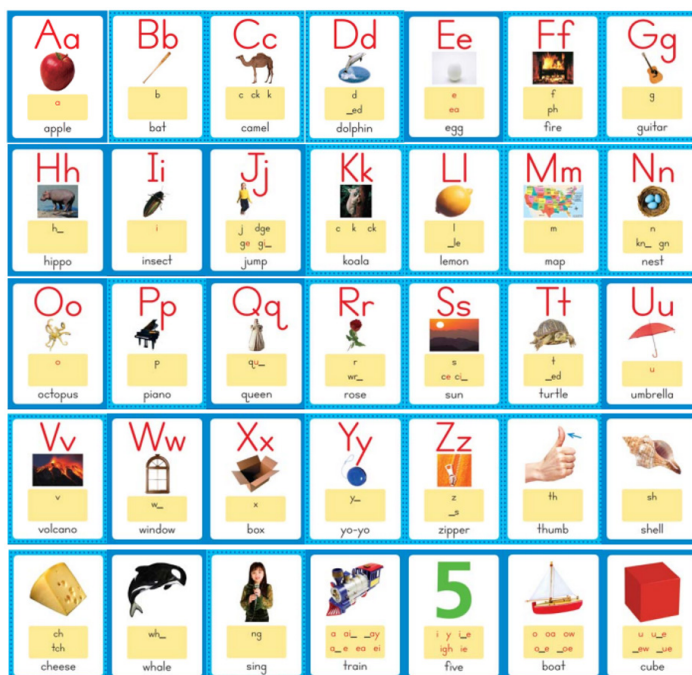 Aa Bb Cc Dd Ee Ff Gg
a b c ck k d e f g
_ed ea ph
apple bat camel dolphin egg fire guitar
Hh Ii Jj Kk Ll Mm Nn
h_ i j dge c k ck l m n
ge gi_ _le kn_ gn
hippo insect jump koala lemon map nest
Oo Pp Qq Rr Ss Tt Uu
o p qu_ r s t u
wr_ ce ci_ _ed
octopus piano queen rose sun turtle umbrella
Vv Ww Xx Yy Zz
v w_ x y_ z th sh
_s
volcano window box yo-yo zipper thumb shell
5
ch wh_ ng a ai_ _ay i y i_e o oa ow u u_e
tch a_e ea ei igh ie o_e _oe _ew _ue
cheese whale sing train five boat cube